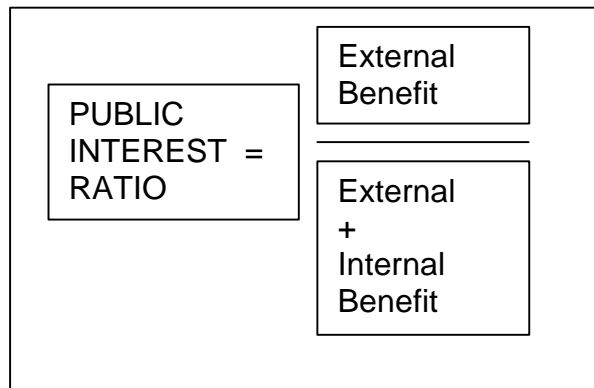 PUBLIC
INTEREST =
RATIO
External
Benefit
External
+
Internal
Benefit